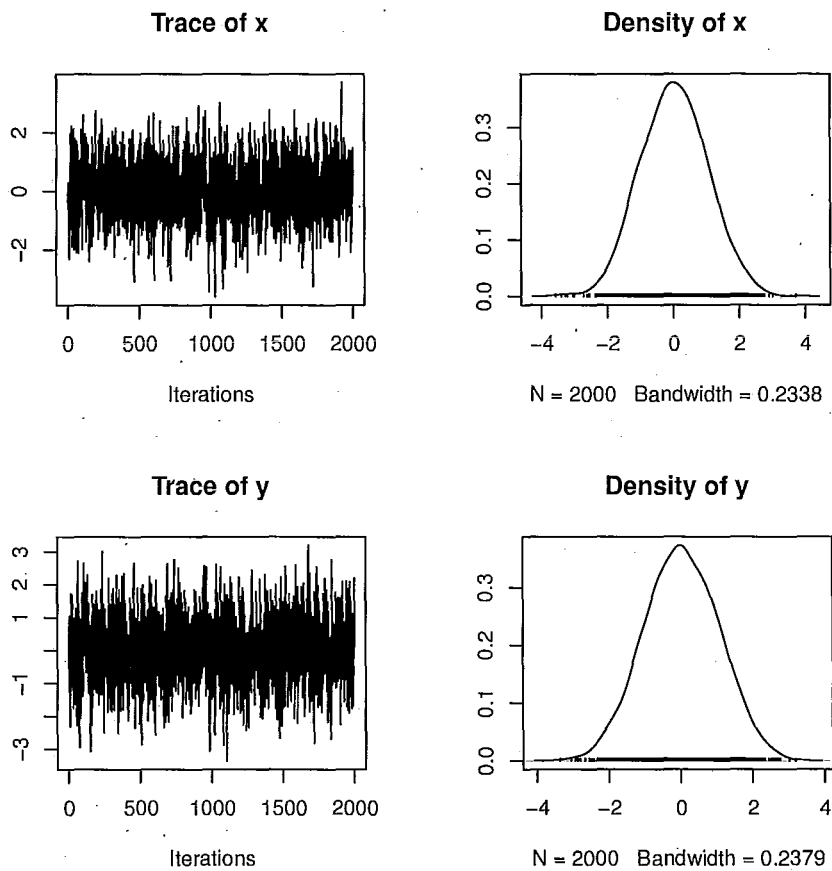 Trace of x
2
0
−2
0 500 1000 1500 2000
Iterations
Density of x
0.3
0.2
0.1
0.0
−4 −2 0 2 4
N = 2000 Bandwidth = 0.2338
Trace of y
3
2
1
−1
−3
0 500 1000 1500 2000
Iterations
Density of y
0.3
0.2
0.1
0.0
−4 −2 0 2 4
N = 2000 Bandwidth = 0.2379